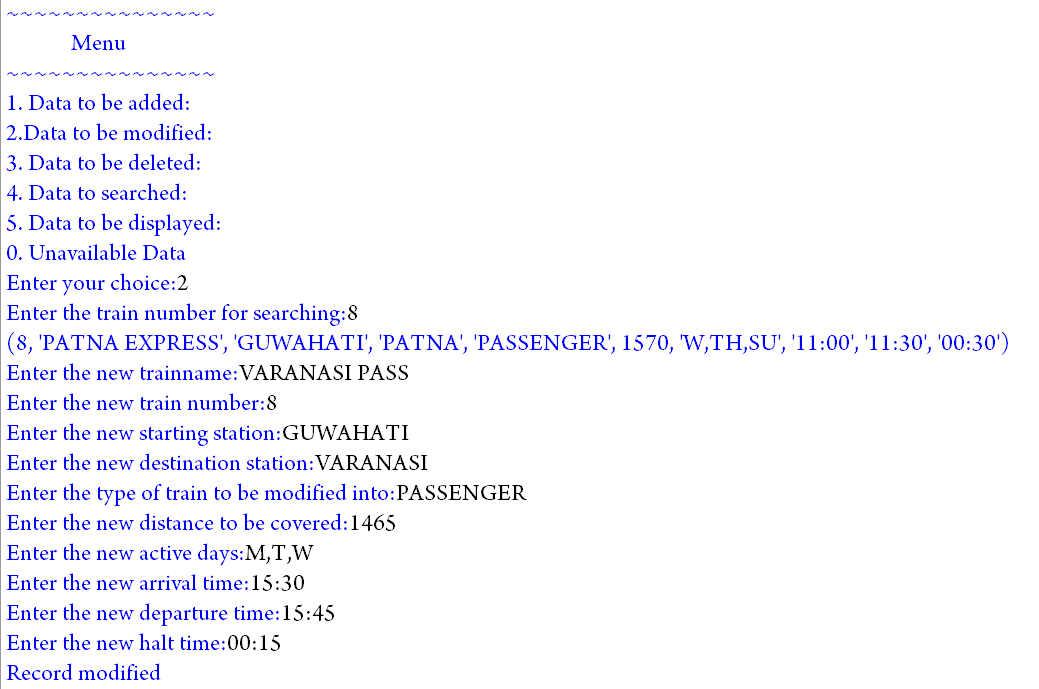 ~~~~~~~~~~~~~~~
Menu
~~~~~~~~~~~~~~~
1. Data to be added:
2.Data to be modified:
3. Data to be deleted:
4. Data to searched:
5. Data to be displayed:
0. Unavailable Data
Enter your choice:2
Enter the train number for searching:8
(8, 'PATNA EXPRESS', 'GUWAHATI', 'PATNA', 'PASSENGER', 1570, 'W,TH,SU', '11:00', '11:30', '00:30')
Enter the new trainname:VARANASI PASS
Enter the new train number:8
Enter the new starting station:GUWAHATI
Enter the new destination station:VARANASI
Enter the type of train to be modified into:PASSENGER
Enter the new distance to be covered:1465
Enter the new active days:M,T,W
Enter the new arrival time:15:30
Enter the new departure time:15:45
Enter the new halt time:00:15
Record modified